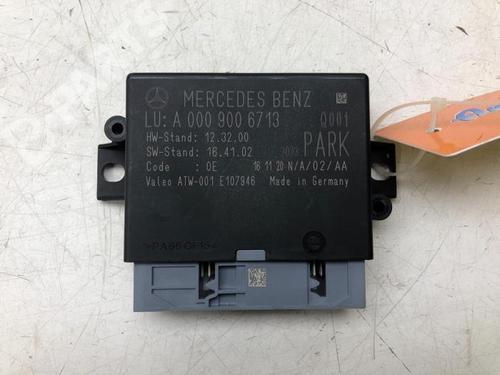 MERCEDES BENZ
LU: A 000 900 6713 Q001
HW-Stand: 12.32.00 PARK
SW-Stand: 16.41.02
Code : 0E 16 11 20 N/A/02/AA
Valeo ATW-001 E107946 Made in Germany